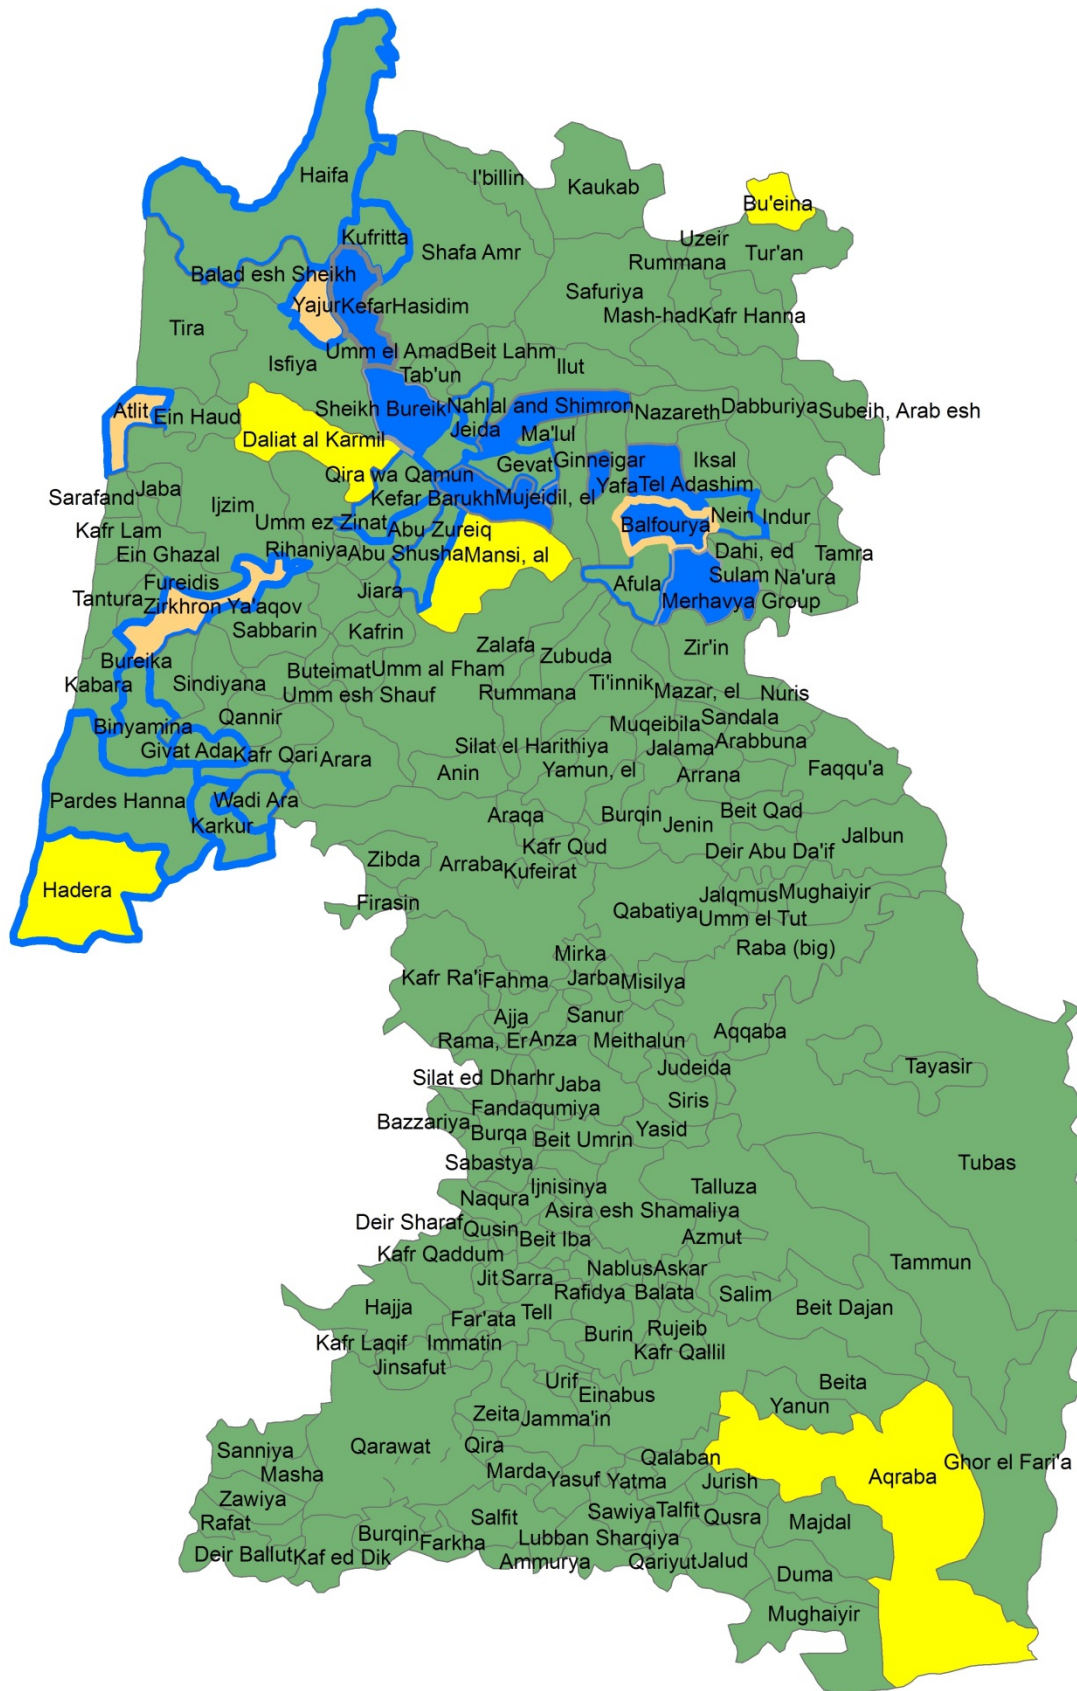 Haifa
I'billin
Kaukab
Bu'eina
Kufritta
Shafa Amr
Uzeir
Rummana
Tur'an
Balad esh Sheikh
Yajur
Kefar Hasidim
Safuriya
Mash-had
Kafr Hanna
Tira
Isfiya
Umm el Amad
Beit Lahm
Tab'un
Ilut
Atlit
Ein Haud
Sheikh Bureik
Nahlal and Shimron
Nazareth
Dabburiya
Subeih, Arab esh
Daliat al Karmil
Jeida
Ma'lul
Qira wa Qamun
Gevat
Ginneigar
Iksal
Sarafand
Jaba
Ijzim
Kefar Barukh
Mujeidil, el
Yafa
Tel Adashim
Kafr Lam
Umm ez Zinat
Abu Zureiq
Balfourya
Nein
Indur
Ein Ghazal
Rihaniya
Abu Shusha
Mansi, al
Dahi, ed
Tamra
Fureidis
Jiara
Afula
Sulam
Na'ura
Tantura
Zirkhron Ya'aqov
Merhavya Group
Sabbarin
Kafrin
Zalafa
Zubuda
Zir'in
Bureika
Kabara
Sindiyana
Buteimat
Umm al Fham
Umm esh Shauf
Rummana
Ti'innik
Mazar, el
Nuris
Binyamina
Qannir
Muqeibila
Sandala
Givat Ada
Kafr Qari
Arara
Silat el Harithiya
Jalama
Arabbuna
Anin
Yamun, el
Arrana
Faqqu'a
Pardes Hanna
Wadi Ara
Karkur
Araqa
Burqin
Jenin
Beit Qad
Jalbun
Zibda
Arraba
Kafr Qud
Kufeirat
Deir Abu Da'if
Hadera
Firasin
Qabatiya
Jalqmus
Mughaiyir
Umm el Tut
Raba (big)
Mirka
Kafr Ra'i
Fahma
Jarba
Misilya
Ajja
Sanur
Rama, Er
Anza
Meithalun
Aqqaba
Tayasir
Silat ed Dharhr
Jaba
Judeida
Siris
Fandaqumiya
Bazzariya
Burqa
Beit Umrin
Yasid
Sabastya
Tubas
Ijnisinya
Talluza
Naqura
Asira esh Shamaliya
Deir Sharaf
Qusin
Beit Iba
Azmut
Kafr Qaddum
Tammun
Jit
Sarra
Nablus
Askar
Rafidya
Balata
Salim
Beit Dajan
Hajja
Far'ata
Tell
Kafr Laqif
Immatin
Burin
Rujeib
Kafr Qallil
Jinsafut
Urif
Einabus
Beita
Yanun
Zeita
Jamma'in
Sanniya
Qarawat
Qira
Masha
Marda
Yasuf
Yatma
Qalaban
Jurish
Aqraba
Ghor el Fari'a
Zawiya
Rafat
Salfit
Sawiya
Talfit
Qusra
Majdal
Burqin
Farkha
Lubban Sharqiya
Deir Ballut
Kaf ed Dik
Ammurya
Qariyut
Jalud
Duma
Mughaiyir